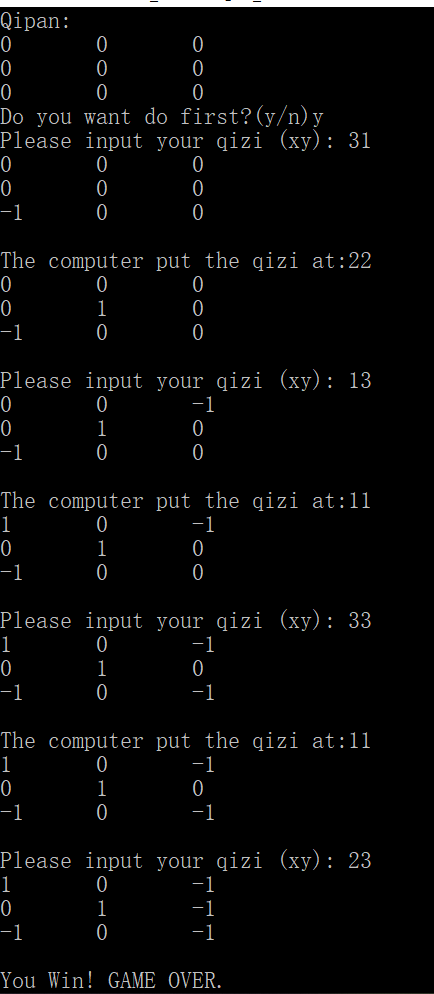 Qipan:
0 0 0
0 0 0
0 0 0
Do you want do first?(y/n)y
Please input your qizi (xy): 31
0 0 0
0 0 0
-1 0 0
The computer put the qizi at:22
0 0 0
0 1 0
-1 0 0
Please input your qizi (xy): 13
0 0 -1
0 1 0
-1 0 0
The computer put the qizi at:11
1 0 -1
0 1 0
-1 0 0
Please input your qizi (xy): 33
1 0 -1
0 1 0
-1 0 -1
The computer put the qizi at:11
1 0 -1
0 1 0
-1 0 -1
Please input your qizi (xy): 23
1 0 -1
0 1 -1
-1 0 -1
You Win! GAME OVER.